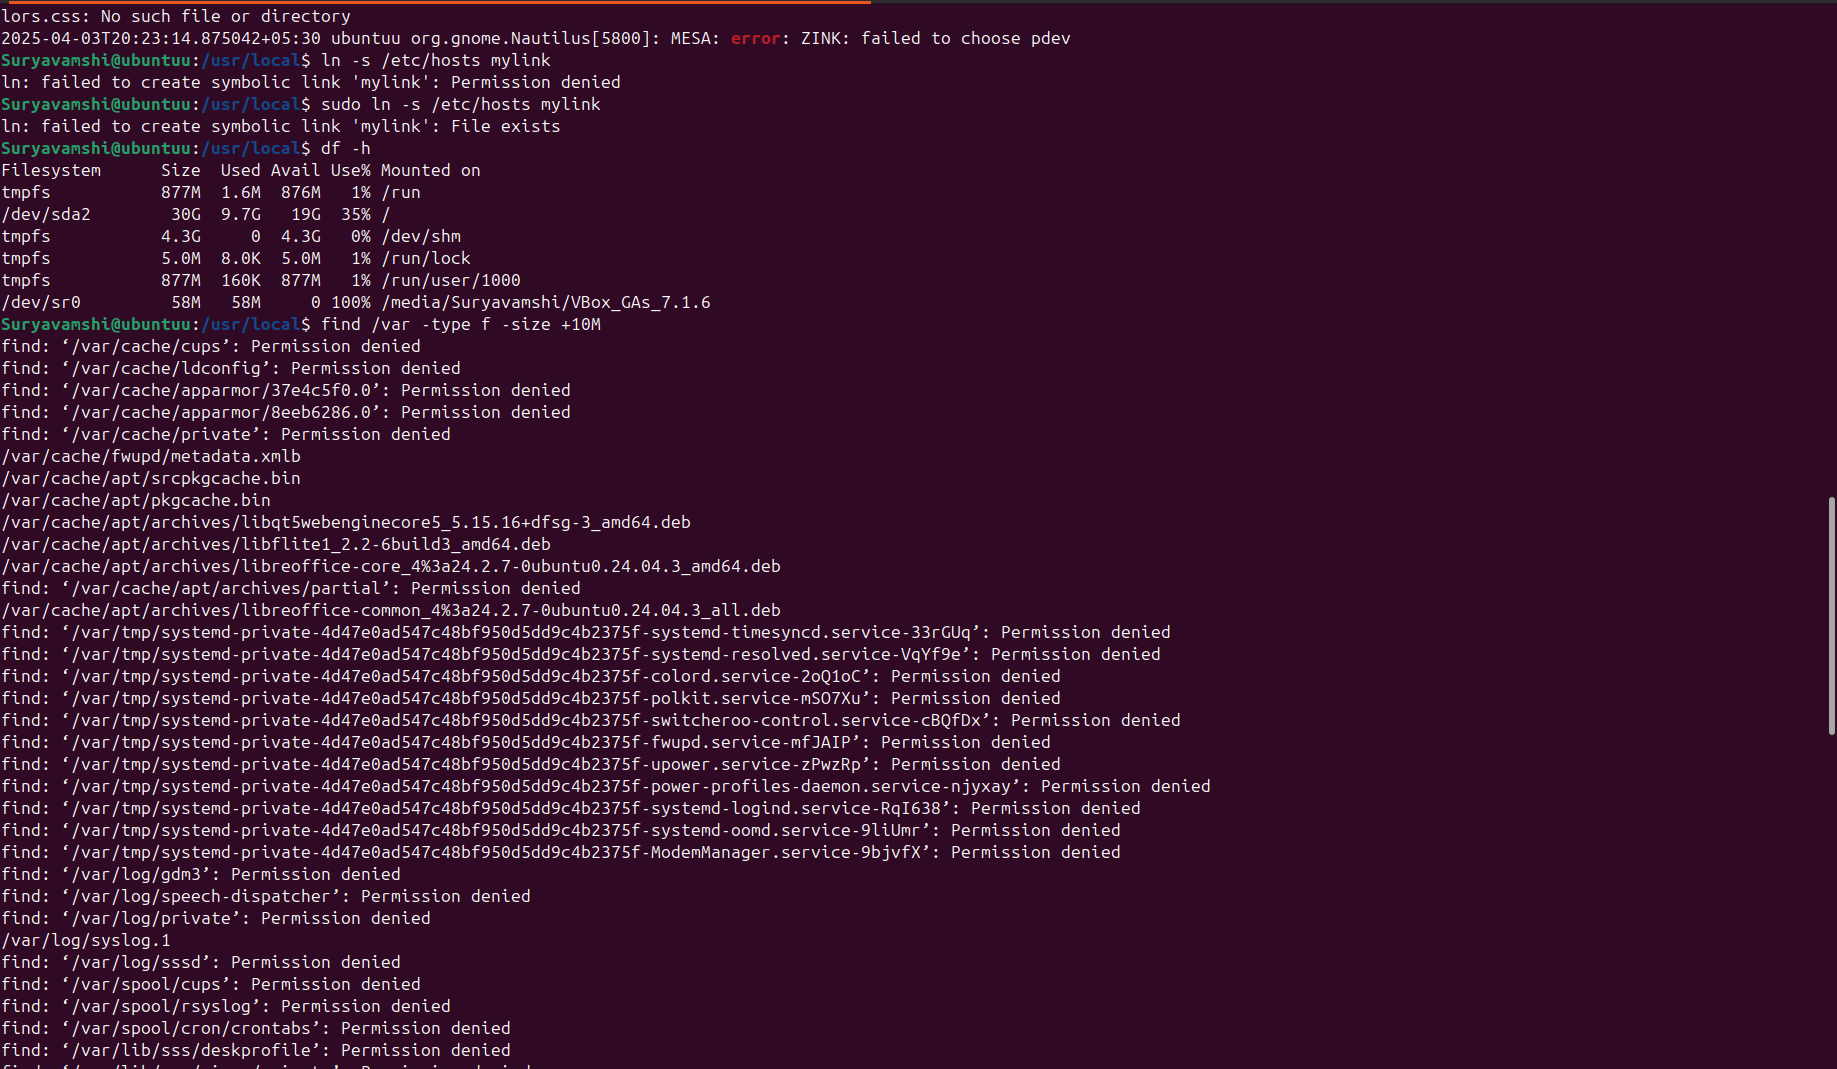 lors.css: No such file or directory
2025-04-03T20:23:14.875042+05:30 ubuntuu org.gnome.Nautilus[5800]: MESA: error: ZINK: failed to choose pdev
Suryavamshi@ubuntuu:/usr/local$ ln -s /etc/hosts mylink
ln: failed to create symbolic link 'mylink': Permission denied
Suryavamshi@ubuntuu:/usr/local$ sudo ln -s /etc/hosts mylink
ln: failed to create symbolic link 'mylink': File exists
Suryavamshi@ubuntuu:/usr/local$ df -h
Filesystem      Size  Used Avail Use% Mounted on
tmpfs           877M  1.6M  876M   1% /run
/dev/sda2        30G  9.7G   19G  35% /
tmpfs           4.3G     0  4.3G   0% /dev/shm
tmpfs           5.0M  8.0K  5.0M   1% /run/lock
tmpfs           877M  160K  877M   1% /run/user/1000
/dev/sr0         58M   58M     0 100% /media/Suryavamshi/VBox_GAs_7.1.6
Suryavamshi@ubuntuu:/usr/local$ find /var -type f -size +10M
find: ‘/var/cache/cups’: Permission denied
find: ‘/var/cache/ldconfig’: Permission denied
find: ‘/var/cache/apparmor/37e4c5f0.0’: Permission denied
find: ‘/var/cache/apparmor/8eeb6286.0’: Permission denied
find: ‘/var/cache/private’: Permission denied
/var/cache/fwupd/metadata.xmlb
/var/cache/apt/srcpkgcache.bin
/var/cache/apt/pkgcache.bin
/var/cache/apt/archives/libqt5webenginecore5_5.15.16+dfsg-3_amd64.deb
/var/cache/apt/archives/libflite1_2.2-6build3_amd64.deb
/var/cache/apt/archives/libreoffice-core_4%3a24.2.7-0ubuntu0.24.04.3_amd64.deb
find: ‘/var/cache/apt/archives/partial’: Permission denied
/var/cache/apt/archives/libreoffice-common_4%3a24.2.7-0ubuntu0.24.04.3_all.deb
find: ‘/var/tmp/systemd-private-4d47e0ad547c48bf950d5dd9c4b2375f-systemd-timesyncd.service-33rGUq’: Permission denied
find: ‘/var/tmp/systemd-private-4d47e0ad547c48bf950d5dd9c4b2375f-systemd-resolved.service-VqYf9e’: Permission denied
find: ‘/var/tmp/systemd-private-4d47e0ad547c48bf950d5dd9c4b2375f-colord.service-2oQ1oC’: Permission denied
find: ‘/var/tmp/systemd-private-4d47e0ad547c48bf950d5dd9c4b2375f-polkit.service-mSO7Xu’: Permission denied
find: ‘/var/tmp/systemd-private-4d47e0ad547c48bf950d5dd9c4b2375f-switcheroo-control.service-cBQfDx’: Permission denied
find: ‘/var/tmp/systemd-private-4d47e0ad547c48bf950d5dd9c4b2375f-fwupd.service-mfJAIP’: Permission denied
find: ‘/var/tmp/systemd-private-4d47e0ad547c48bf950d5dd9c4b2375f-upower.service-zPwzRp’: Permission denied
find: ‘/var/tmp/systemd-private-4d47e0ad547c48bf950d5dd9c4b2375f-power-profiles-daemon.service-njyxay’: Permission denied
find: ‘/var/tmp/systemd-private-4d47e0ad547c48bf950d5dd9c4b2375f-systemd-logind.service-RqI638’: Permission denied
find: ‘/var/tmp/systemd-private-4d47e0ad547c48bf950d5dd9c4b2375f-systemd-oomd.service-9liUmr’: Permission denied
find: ‘/var/tmp/systemd-private-4d47e0ad547c48bf950d5dd9c4b2375f-ModemManager.service-9bjvfX’: Permission denied
find: ‘/var/log/gdm3’: Permission denied
find: ‘/var/log/speech-dispatcher’: Permission denied
find: ‘/var/log/private’: Permission denied
/var/log/syslog.1
find: ‘/var/log/sssd’: Permission denied
find: ‘/var/spool/cups’: Permission denied
find: ‘/var/spool/rsyslog’: Permission denied
find: ‘/var/spool/cron/crontabs’: Permission denied
find: ‘/var/lib/sss/deskprofile’: Permission denied